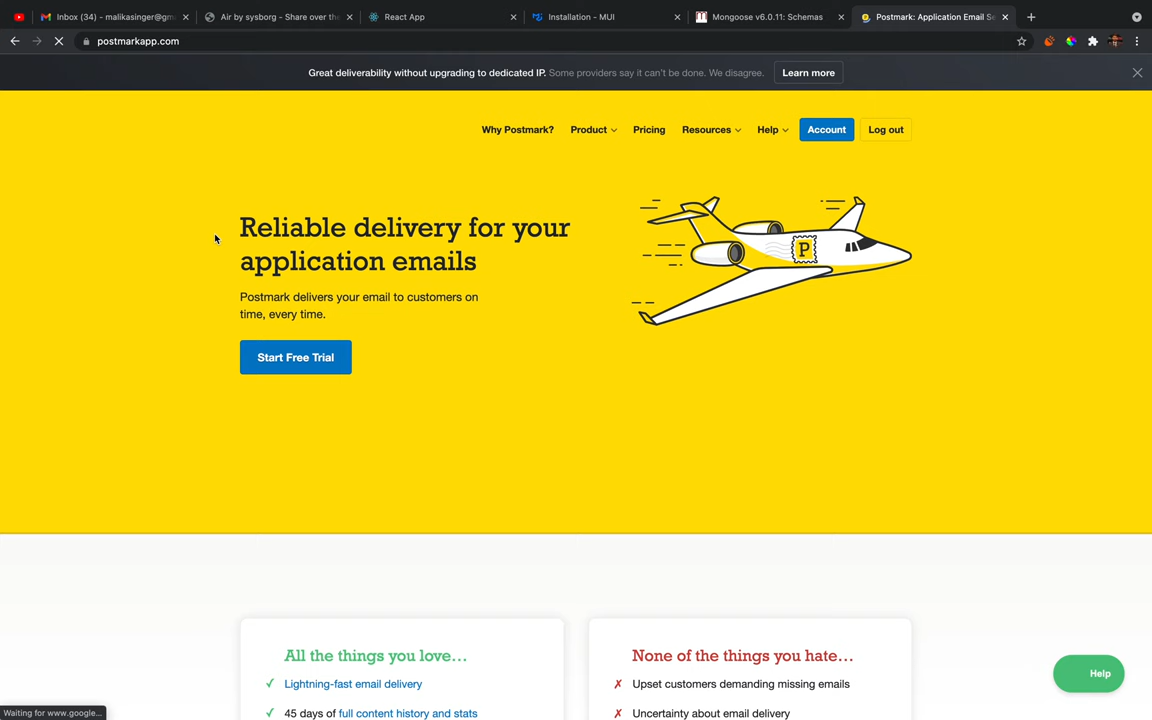 Inbox (34) - malikasinger@gm
Air by sysborg - Share over the
React App
Installation - MUI
Mongoose v6.0.11: Schemas
Postmark: Application Email Se
postmarkapp.com
Great deliverability without upgrading to dedicated IP. Some providers say it can't be done. We disagree.
Learn more
Why Postmark?
Product
Pricing
Resources
Help
Account
Log out
Reliable delivery for your
application emails
Postmark delivers your email to customers on
time, every time.
Start Free Trial
P
All the things you love…
✓ Lightning-fast email delivery
✓ 45 days of full content history and stats
None of the things you hate…
✗ Upset customers demanding missing emails
✗ Uncertainty about email delivery
Help
Waiting for www.google...